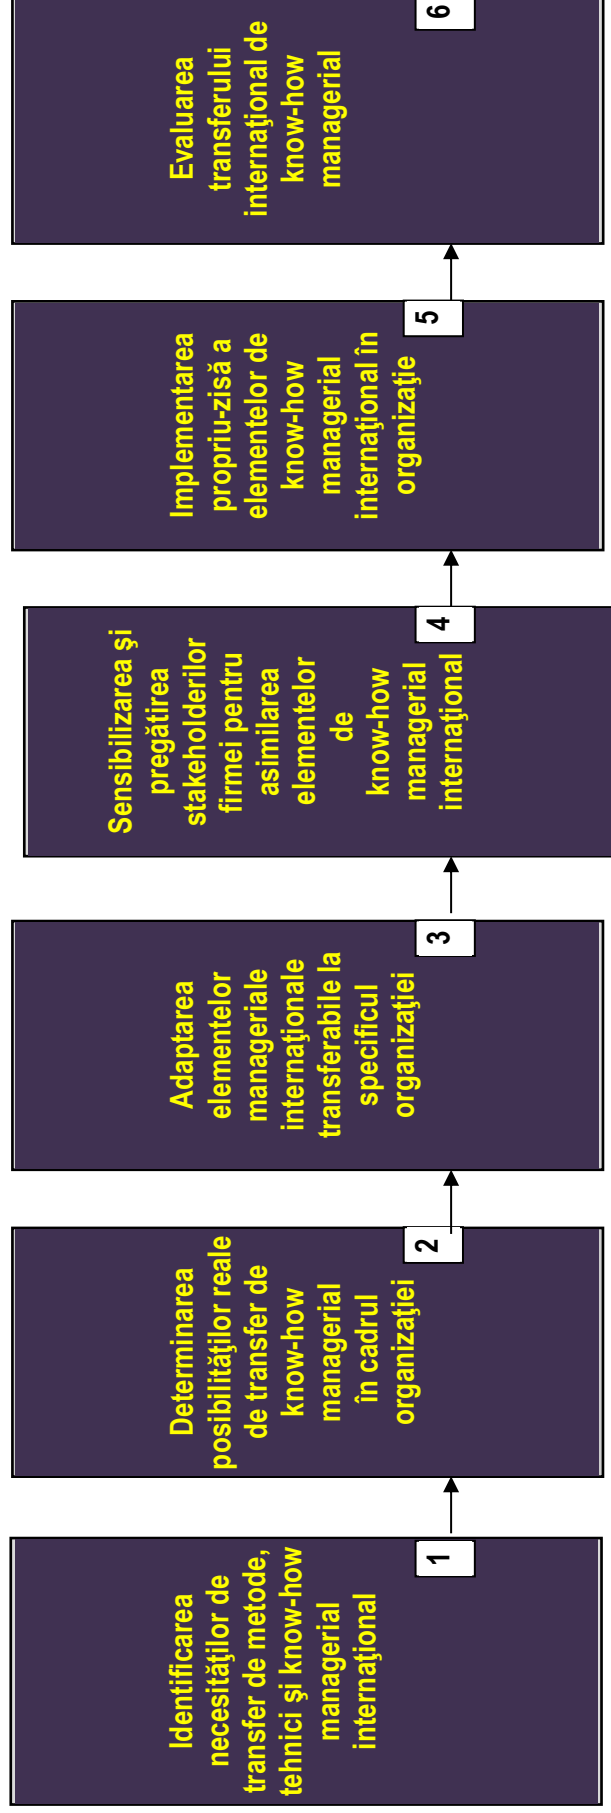 Identificarea
necesităţilor de
transfer de metode,
tehnici şi know-how
managerial
internaţional
1
Determinarea
posibilităţilor reale
de transfer de
know-how
managerial
în cadrul
organizaţiei
2
Adaptarea
elementelor
manageriale
internaţionale
transferabile la
specificul
organizaţiei
3
Sensibilizarea şi
pregătirea
stakeholderilor
firmei pentru
asimilarea
elementelor
de
know-how
managerial
internaţional
4
Implementarea
propriu-zisă a
elementelor de
know-how
managerial
internaţional în
organizaţie
5
Evaluarea
transferului
internaţional de
know-how
managerial
6